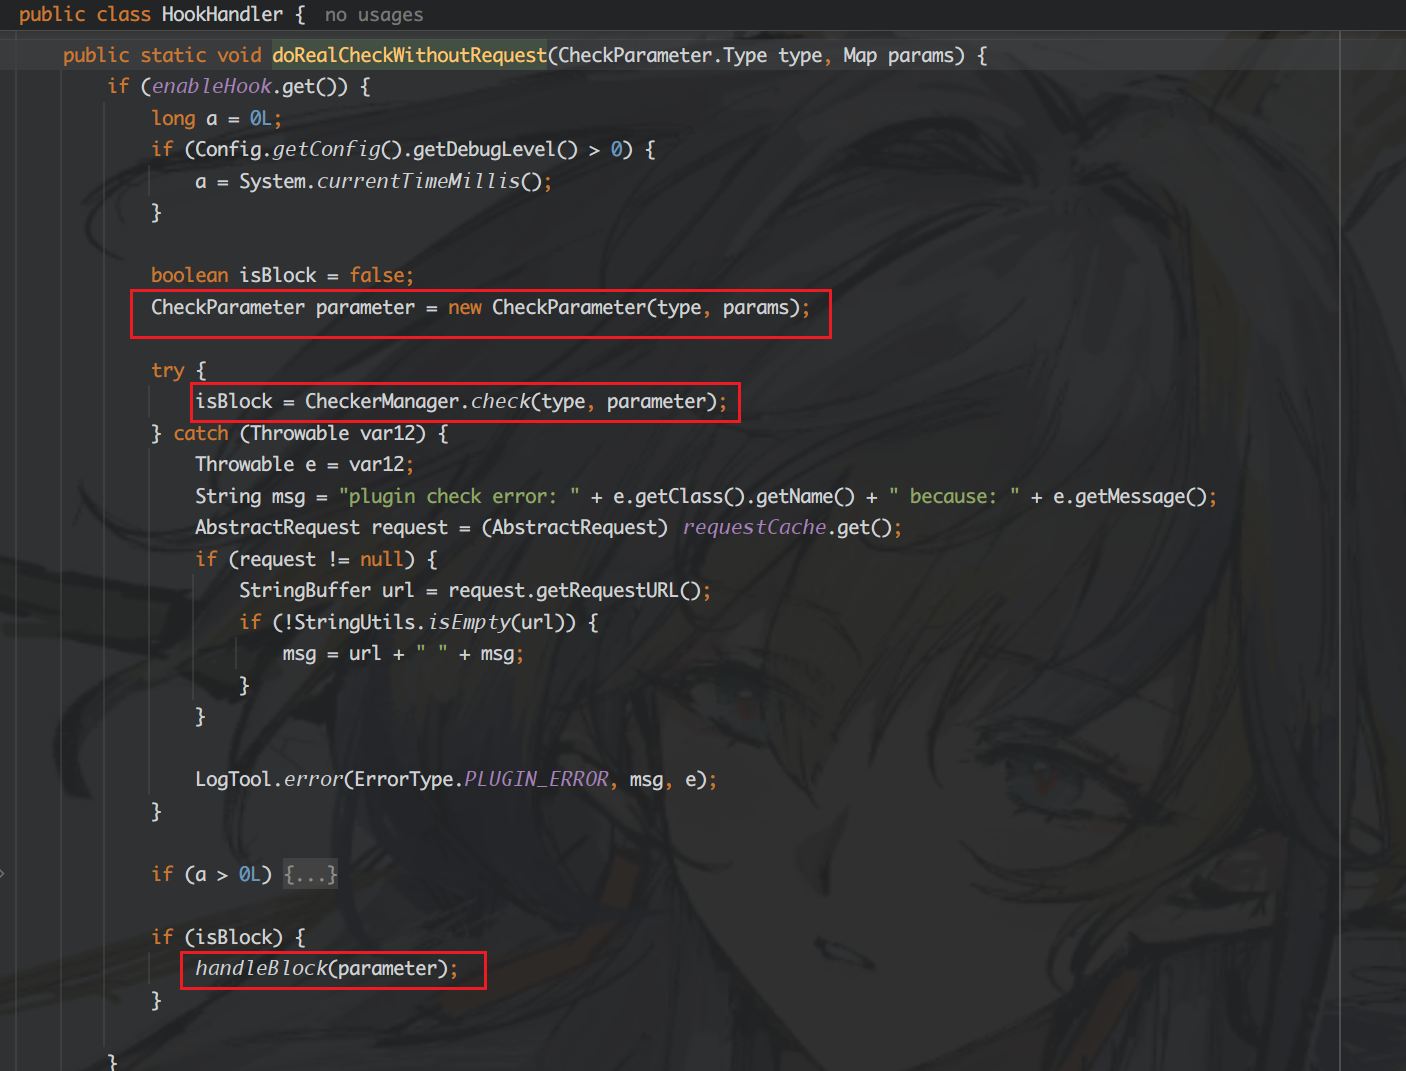 public class HookHandler { no usages
public static void doRealCheckWithoutRequest(CheckParameter.Type type, Map params) {
if (enableHook.get()) {
long a = 0L;
if (Config.getConfig().getDebugLevel() > 0) {
a = System.currentTimeMillis();
}
boolean isBlock = false;
CheckParameter parameter = new CheckParameter(type, params);
try {
isBlock = CheckerManager.check(type, parameter);
} catch (Throwable var12) {
Throwable e = var12;
String msg = "plugin check error: " + e.getClass().getName() + " because: " + e.getMessage();
AbstractRequest request = (AbstractRequest) requestCache.get();
if (request != null) {
StringBuffer url = request.getRequestURL();
if (!StringUtils.isEmpty(url)) {
msg = url + " " + msg;
}
}
LogTool.error(ErrorType.PLUGIN_ERROR, msg, e);
}
if (a > 0L) {...}
if (isBlock) {
handleBlock(parameter);
}
}